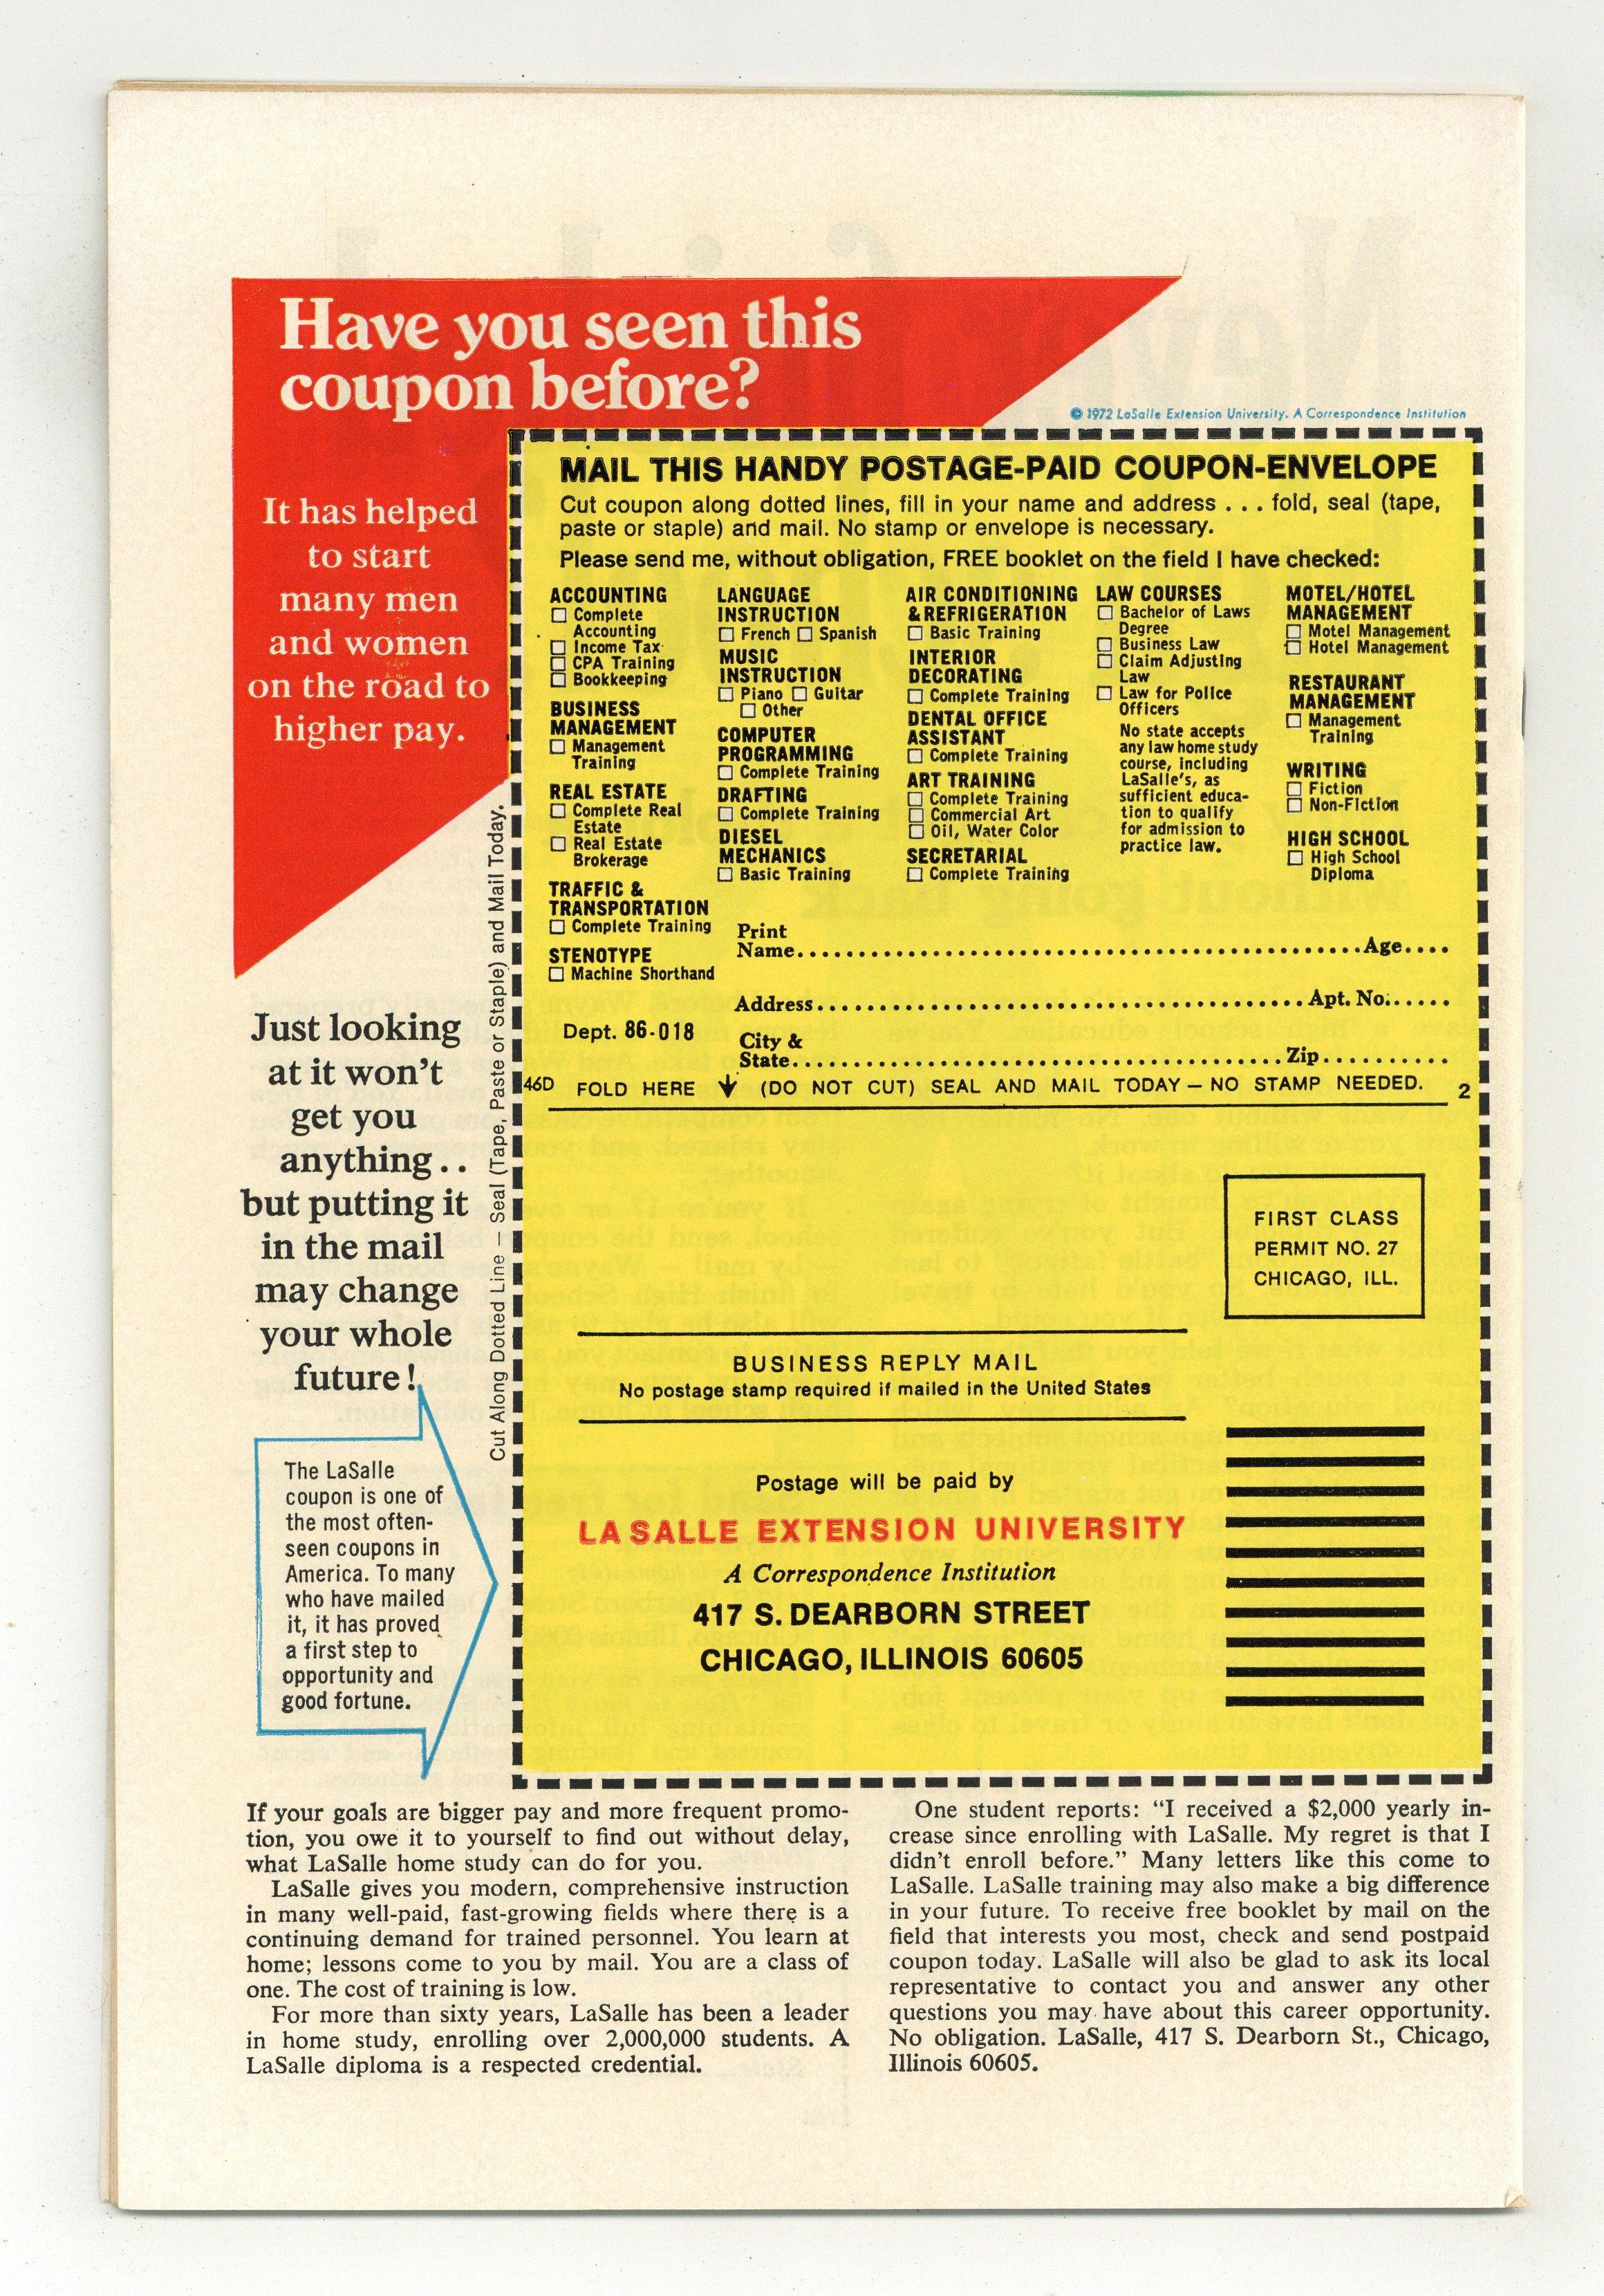 Have you seen this
coupon before?
© 1972 LaSalle Extension University. A Correspondence Institution
It has helped
to start
many men
and women
on the road to
higher pay.
Just looking
at it won't
get you
anything..
but putting it
in the mail
may change
your whole
future!
The LaSalle
coupon is one of
the most often-
seen coupons in
America. To many
who have mailed
it, it has proved
a first step to
opportunity and
good fortune.
Cut Along Dotted Line — Seal (Tape, Paste or Staple) and Mail Today.
MAIL THIS HANDY POSTAGE-PAID COUPON-ENVELOPE
Cut coupon along dotted lines, fill in your name and address . . . fold, seal (tape,
paste or staple) and mail. No stamp or envelope is necessary.
Please send me, without obligation, FREE booklet on the field I have checked:
ACCOUNTING
☐ Complete
Accounting
☐ Income Tax
☐ CPA Training
☐ Bookkeeping
BUSINESS
MANAGEMENT
☐ Management
Training
REAL ESTATE
☐ Complete Real
Estate
☐ Real Estate
Brokerage
TRAFFIC &
TRANSPORTATION
☐ Complete Training
STENOTYPE
☐ Machine Shorthand
LANGUAGE
INSTRUCTION
☐ French ☐ Spanish
MUSIC
INSTRUCTION
☐ Piano ☐ Guitar
☐ Other
COMPUTER
PROGRAMMING
☐ Complete Training
DRAFTING
☐ Complete Training
DIESEL
MECHANICS
☐ Basic Training
AIR CONDITIONING
& REFRIGERATION
☐ Basic Training
INTERIOR
DECORATING
☐ Complete Training
DENTAL OFFICE
ASSISTANT
☐ Complete Training
ART TRAINING
☐ Complete Training
☐ Commercial Art
☐ Oil, Water Color
SECRETARIAL
☐ Complete Training
LAW COURSES
☐ Bachelor of Laws
Degree
☐ Business Law
☐ Claim Adjusting
Law
☐ Law for Police
Officers
No state accepts
any law home study
course, including
LaSalle's, as
sufficient educa-
tion to qualify
for admission to
practice law.
MOTEL/HOTEL
MANAGEMENT
☐ Motel Management
☐ Hotel Management
RESTAURANT
MANAGEMENT
☐ Management
Training
WRITING
☐ Fiction
☐ Non-Fiction
HIGH SCHOOL
☐ High School
Diploma
Print
Name.......................................................Age....
Address..............................................Apt. No......
Dept. 86-018
City &
State..............................................Zip..........
46D FOLD HERE ↓ (DO NOT CUT) SEAL AND MAIL TODAY — NO STAMP NEEDED. 2
FIRST CLASS
PERMIT NO. 27
CHICAGO, ILL.
BUSINESS REPLY MAIL
No postage stamp required if mailed in the United States
Postage will be paid by
LA SALLE EXTENSION UNIVERSITY
A Correspondence Institution
417 S. DEARBORN STREET
CHICAGO, ILLINOIS 60605
If your goals are bigger pay and more frequent promo-
tion, you owe it to yourself to find out without delay,
what LaSalle home study can do for you.
LaSalle gives you modern, comprehensive instruction
in many well-paid, fast-growing fields where there is a
continuing demand for trained personnel. You learn at
home; lessons come to you by mail. You are a class of
one. The cost of training is low.
For more than sixty years, LaSalle has been a leader
in home study, enrolling over 2,000,000 students. A
LaSalle diploma is a respected credential.
One student reports: "I received a $2,000 yearly in-
crease since enrolling with LaSalle. My regret is that I
didn't enroll before." Many letters like this come to
LaSalle. LaSalle training may also make a big difference
in your future. To receive free booklet by mail on the
field that interests you most, check and send postpaid
coupon today. LaSalle will also be glad to ask its local
representative to contact you and answer any other
questions you may have about this career opportunity.
No obligation. LaSalle, 417 S. Dearborn St., Chicago,
Illinois 60605.